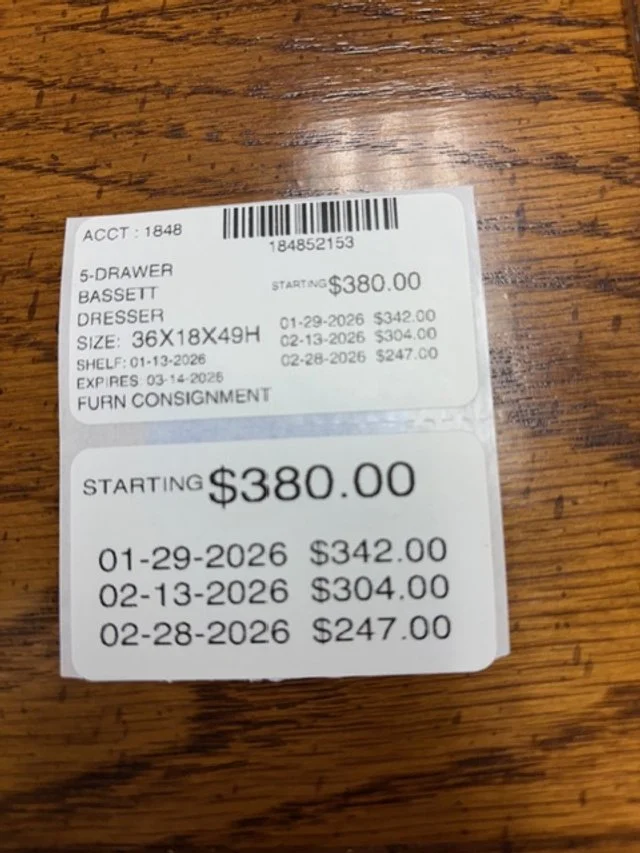 ACCT : 1848
184852153
5-DRAWER
BASSETT
DRESSER
SIZE: 36X18X49H
SHELF: 01-13-2026
EXPIRES: 03-14-2026
FURN CONSIGNMENT
STARTING $380.00
01-29-2026 $342.00
02-13-2026 $304.00
02-28-2026 $247.00
STARTING $380.00
01-29-2026 $342.00
02-13-2026 $304.00
02-28-2026 $247.00